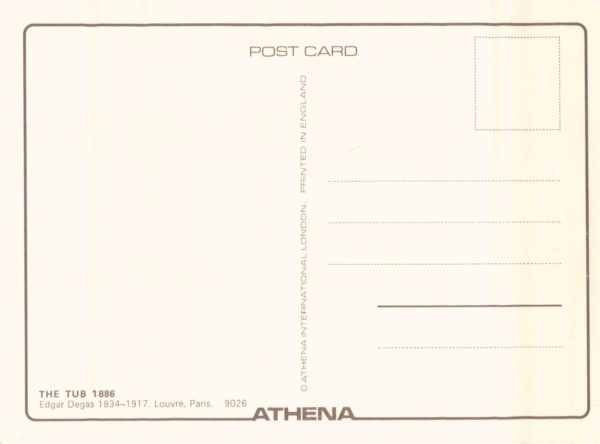 POST CARD
© ATHENA INTERNATIONAL LONDON. PRINTED IN ENGLAND
THE TUB 1886
Edgar Degas 1834–1917. Louvre, Paris. 9026
ATHENA